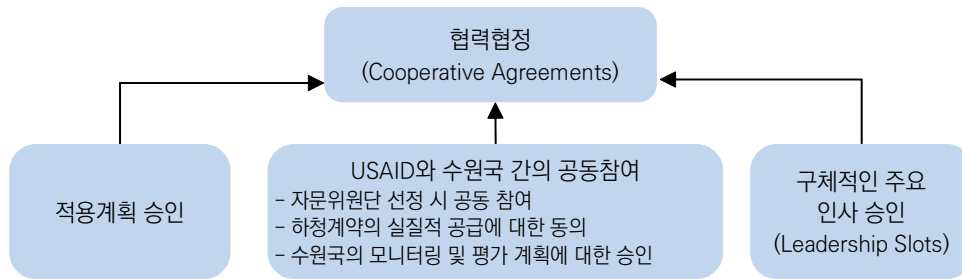 협력협정
(Cooperative Agreements)
적용계획 승인
USAID와 수원국 간의 공동참여
- 자문위원단 선정 시 공동 참여
- 하청계약의 실질적 공급에 대한 동의
- 수원국의 모니터링 및 평가 계획에 대한 승인
구체적인 주요
인사 승인
(Leadership Slots)